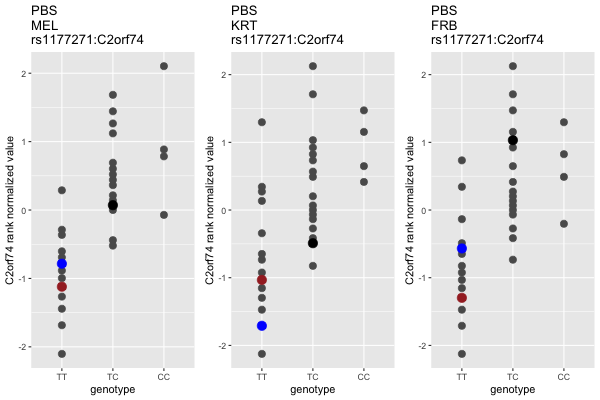 PBS
MEL
rs1177271:C2orf74
C2orf74 rank normalized value
2
1
0
-1
-2
TT TC CC
genotype
PBS
KRT
rs1177271:C2orf74
C2orf74 rank normalized value
2
1
0
-1
-2
TT TC CC
genotype
PBS
FRB
rs1177271:C2orf74
C2orf74 rank normalized value
2
1
0
-1
-2
TT TC CC
genotype